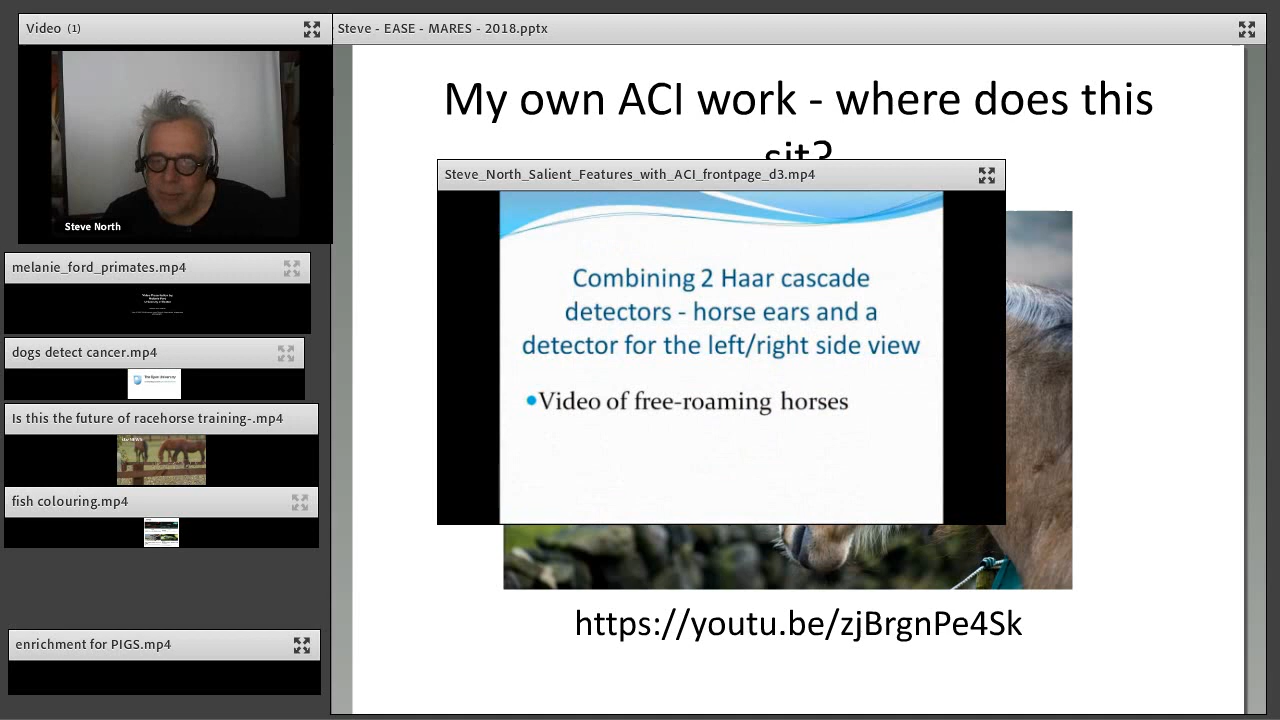 Video (1)
Steve North
melanie_ford_primates.mp4
dogs detect cancer.mp4
Is this the future of racehorse training-.mp4
fish colouring.mp4
enrichment for PIGS.mp4
Steve - EASE - MARES - 2018.pptx
My own ACI work - where does this
sit?
Steve_North_Salient_Features_with_ACI_frontpage_d3.mp4
Combining 2 Haar cascade
detectors - horse ears and a
detector for the left/right side view
•Video of free-roaming horses
https://youtu.be/zjBrgnPe4Sk